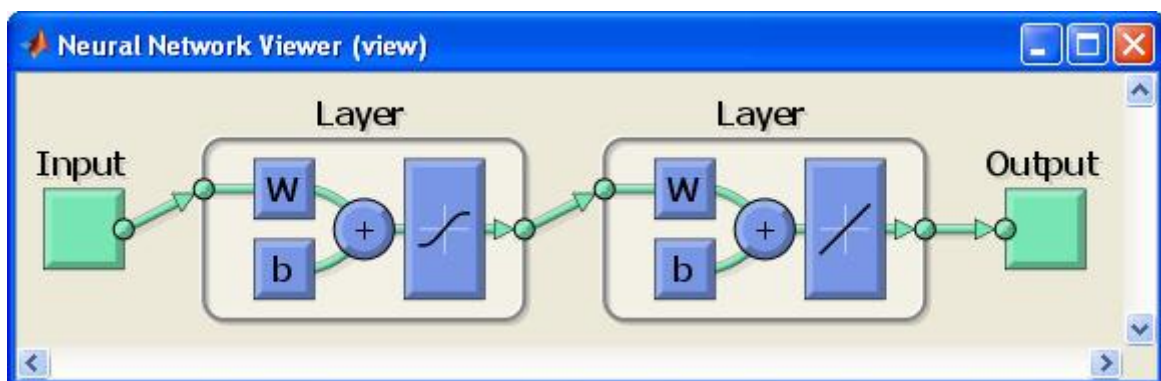 Neural Network Viewer (view)
Layer
Layer
Input
Output
W
+
b
W
+
b